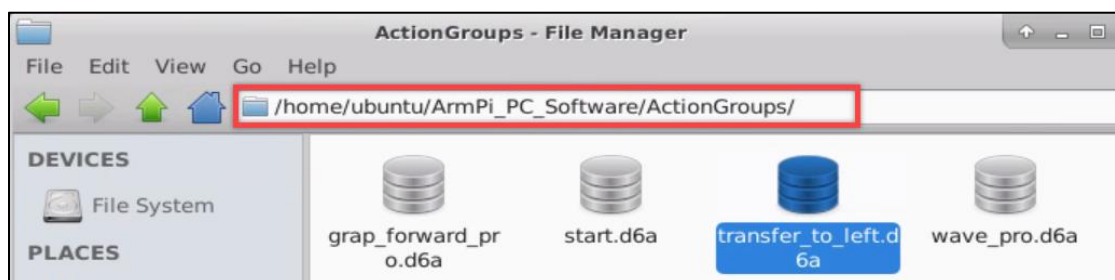 ActionGroups - File Manager
File Edit View Go Help
/home/ubuntu/ArmPi_PC_Software/ActionGroups/
DEVICES
File System
PLACES
grap_forward_pr
o.d6a
start.d6a
transfer_to_left.d
6a
wave_pro.d6a